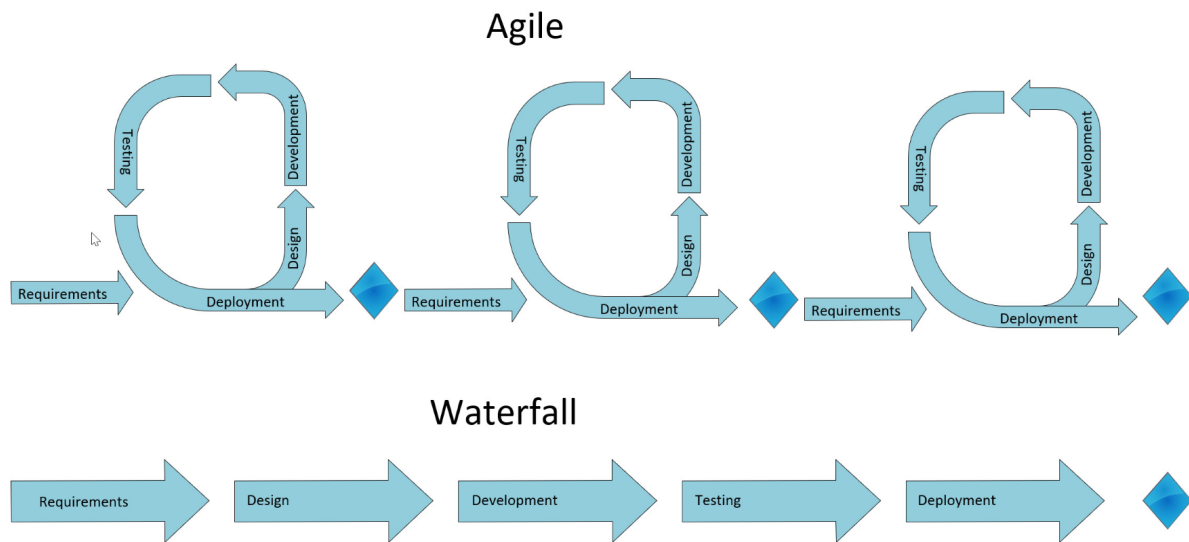 Agile
Testing
Development
Design
Requirements
Deployment
Testing
Development
Design
Requirements
Deployment
Testing
Development
Design
Requirements
Deployment
Waterfall
Requirements
Design
Development
Testing
Deployment